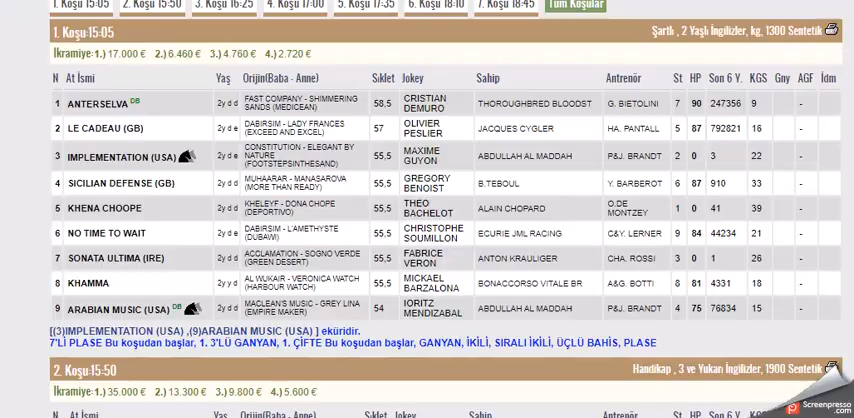 1. Koşu 15:05 2. Koşu 15:50 3. Koşu 16:25 4. Koşu 17:00 5. Koşu 17:35 6. Koşu 18:10 7. Koşu 18:45 Tüm Koşular
1. Koşu:15:05 Şartlı , 2 Yaşlı İngilizler, kg, 1300 Sentetik
İkramiye: 1.) 17.000 € 2.) 6.460 € 3.) 4.760 € 4.) 2.720 €
N At İsmi Yaş Orijin(Baba - Anne) Sıklet Jokey Sahip Antrenör St HP Son 6 Y. KGS Gny AGF İdm
1 ANTERSELVA DB 2y d d FAST COMPANY - SHIMMERING SANDS (MEDICEAN) 58,5 CRISTIAN DEMURO THOROUGHBRED BLOODST G. BIETOLINI 7 90 247356 9 -
2 LE CADEAU (GB) 2y d e DABIRSIM - LADY FRANCES (EXCEED AND EXCEL) 57 OLIVIER PESLIER JACQUES CYGLER HA. PANTALL 5 87 792821 16 -
3 IMPLEMENTATION (USA) 2y d e CONSTITUTION - ELEGANT BY NATURE (FOOTSTEPSINTHESAND) 55,5 MAXIME GUYON ABDULLAH AL MADDAH P&J. BRANDT 2 0 3 22 -
4 SICILIAN DEFENSE (GB) 2y d d MUHAARAR - MANASAROVA (MORE THAN READY) 55,5 GREGORY BENOIST B.TEBOUL Y. BARBEROT 6 87 910 33 -
5 KHENA CHOOPE 2y d d KHELEYF - DONA CHOPE (DEPORTIVO) 55,5 THEO BACHELOT ALAIN CHOPARD O.DE MONTZEY 1 0 41 39 -
6 NO TIME TO WAIT 2y d e DABIRSIM - L'AMETHYSTE (DUBAWI) 55,5 CHRISTOPHE SOUMILLON ECURIE JML RACING C&Y. LERNER 9 84 44234 21 -
7 SONATA ULTIMA (IRE) 2y d d ACCLAMATION - SOGNO VERDE (GREEN DESERT) 55,5 FABRICE VERON ANTON KRAULIGER CHA. ROSSI 3 0 1 26 -
8 KHAMMA 2y y d AL WUKAIR - VERONICA WATCH (HARBOUR WATCH) 55,5 MICKAEL BARZALONA BONACCORSO VITALE BR A&G. BOTTI 8 81 4331 18 -
9 ARABIAN MUSIC (USA) DB 2y d d MACLEAN'S MUSIC - GREY LINA (EMPIRE MAKER) 54 IORITZ MENDIZABAL ABDULLAH AL MADDAH P&J. BRANDT 4 75 76834 15 -
[(3)IMPLEMENTATION (USA) ,(9)ARABIAN MUSIC (USA) ] eküridir.
7'Lİ PLASE Bu koşudan başlar, 1. 3'LÜ GANYAN, 1. ÇİFTE Bu koşudan başlar, GANYAN, İKİLİ, SIRALI İKİLİ, ÜÇLÜ BAHİS, PLASE
2. Koşu:15:50 Handikap , 3 ve Yukarı İngilizler, 1900 Sentetik
İkramiye: 1.) 35.000 € 2.) 13.300 € 3.) 9.800 € 4.) 5.600 €
N At İsmi Yaş Orijin(Baba - Anne) Sıklet Jokey Sahip Antrenör St HP Son 6 Y.
Screenpresso.com